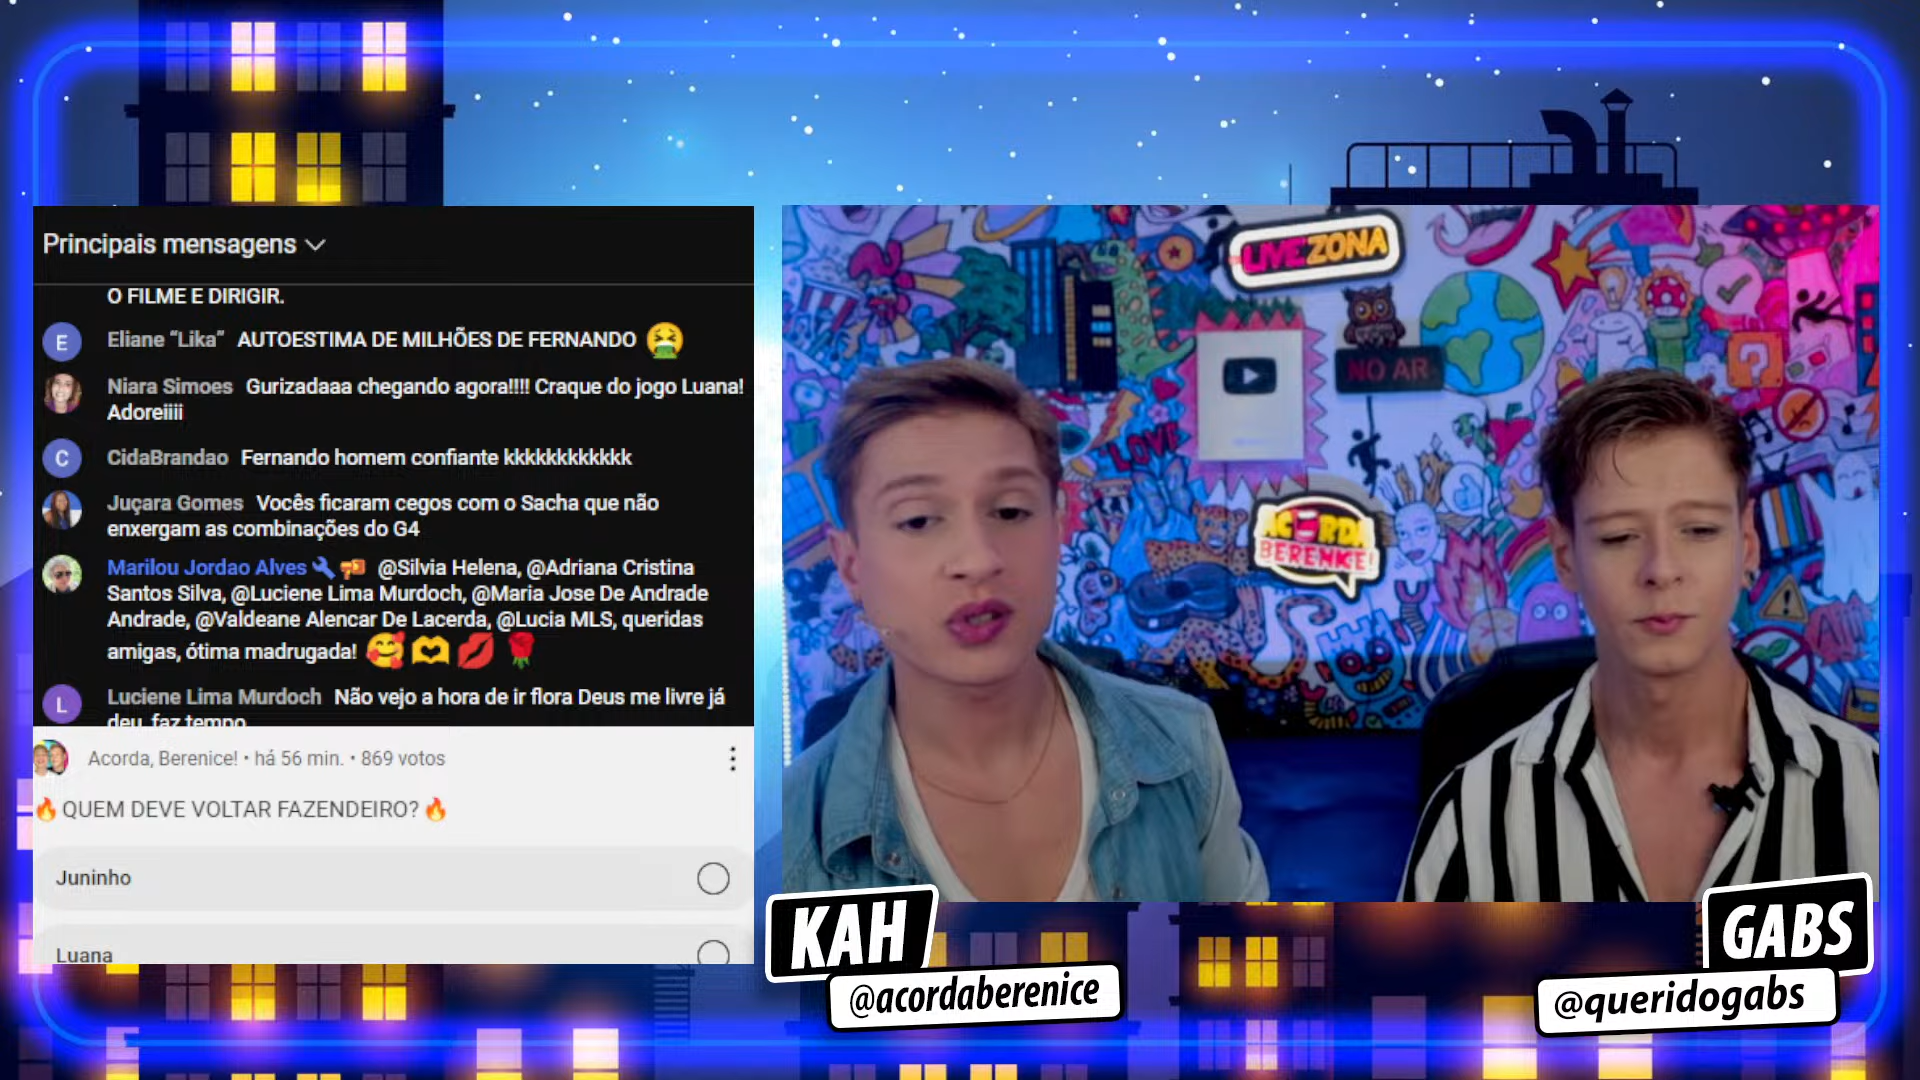 Principais mensagens
O FILME E DIRIGIR.
E
Eliane “Lika” AUTOESTIMA DE MILHÕES DE FERNANDO 🤮
Niara Simoes Gurizadaaa chegando agora!!!! Craque do jogo Luana!
Adoreiiii
C
CidaBrandao Fernando homem confiante kkkkkkkkkkkk
Juçara Gomes Vocês ficaram cegos com o Sacha que não
enxergam as combinações do G4
Marilou Jordao Alves @Silvia Helena, @Adriana Cristina
Santos Silva, @Luciene Lima Murdoch, @Maria Jose De Andrade
Andrade, @Valdeane Alencar De Lacerda, @Lucia MLS, queridas
amigas, ótima madrugada! 🥰🫶💋🌹
L
Luciene Lima Murdoch Não vejo a hora de ir flora Deus me livre já
deu, faz tempo
Acorda, Berenice! • há 56 min. • 869 votos
🔥 QUEM DEVE VOLTAR FAZENDEIRO? 🔥
Juninho
Luana
LIVEZONA
NO AR
LOVE
ACORDA
BERENICE!
KAH
@acordaberenice
GABS
@queridogabs